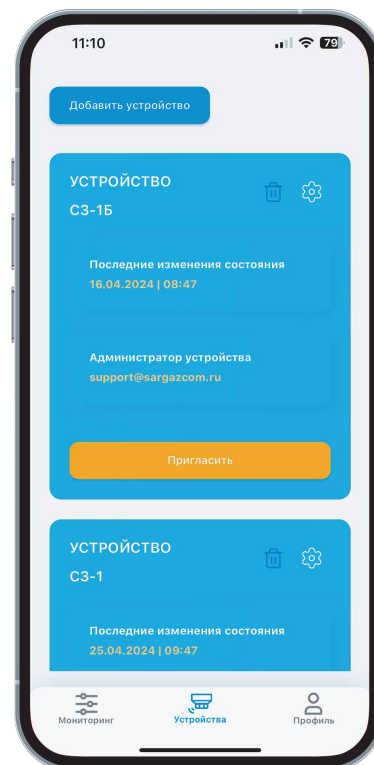 11:10
79
Добавить устройство
УСТРОЙСТВО
СЗ-1Б
Последние изменения состояния
16.04.2024 | 08:47
Администратор устройства
support@sargazcom.ru
Пригласить
УСТРОЙСТВО
СЗ-1
Последние изменения состояния
25.04.2024 | 09:47
Мониторинг
Устройства
Профиль